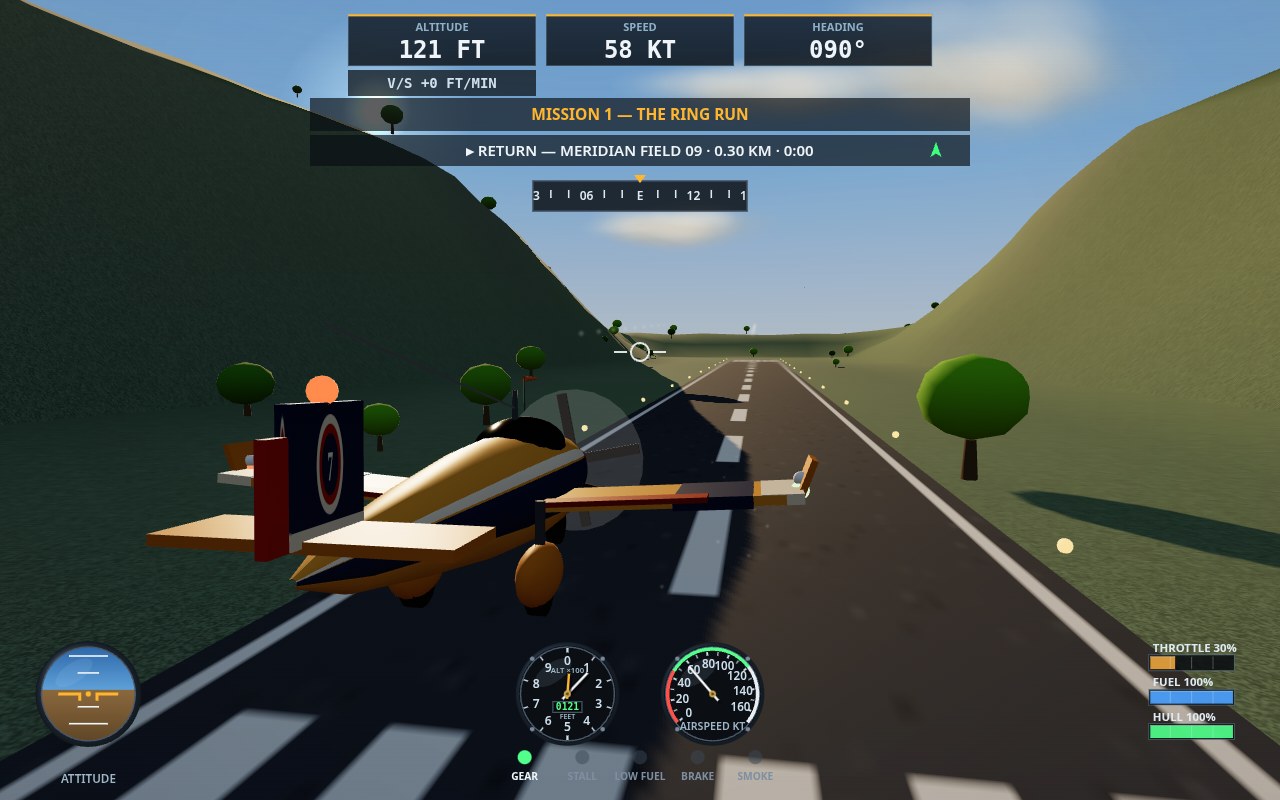 ALTITUDE
121 FT
SPEED
58 KT
HEADING
090°
V/S +0 FT/MIN
MISSION 1 — THE RING RUN
▸ RETURN — MERIDIAN FIELD 09 · 0.30 KM · 0:00
3 06 E 12 1
7
ATTITUDE
0 1 2 3 4 5 6 7 8 9
ALT ×100
0121
FEET
0 20 40 60 80 100 120 140 160
AIRSPEED KT
GEAR
STALL
LOW FUEL
BRAKE
SMOKE
THROTTLE 30%
FUEL 100%
HULL 100%